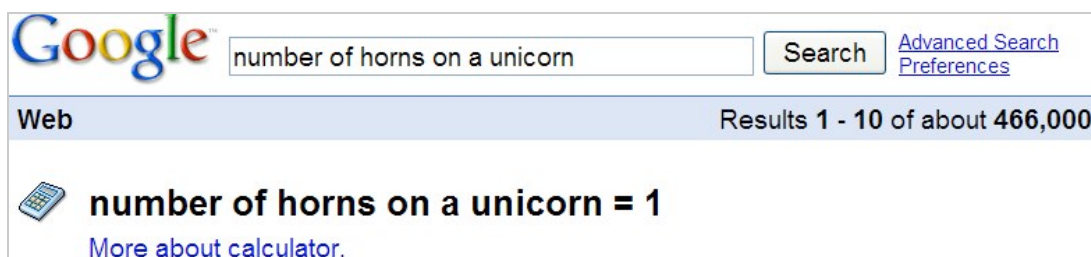 Google™ number of horns on a unicorn Search Advanced Search
Preferences
Web Results 1 - 10 of about 466,000
number of horns on a unicorn = 1
More about calculator.